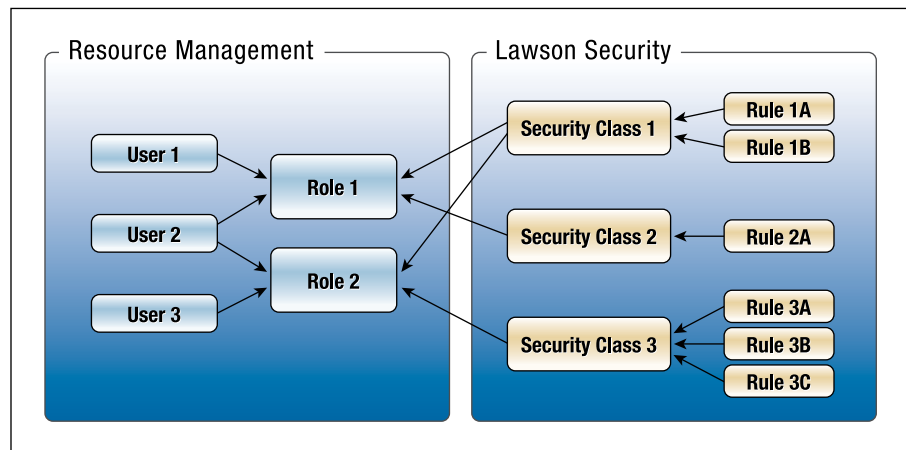 Resource Management
User 1
User 2
User 3
Role 1
Role 2
Lawson Security
Security Class 1
Security Class 2
Security Class 3
Rule 1A
Rule 1B
Rule 2A
Rule 3A
Rule 3B
Rule 3C